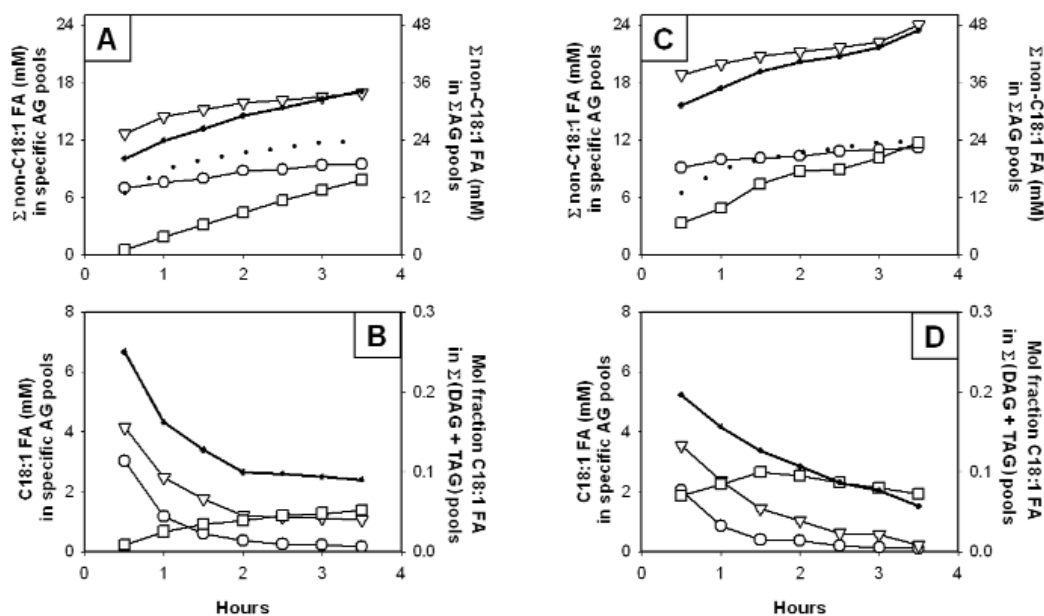 A
Σ non-C18:1 FA (mM)
in specific AG pools
24
18
12
6
0
48
36
24
12
0
Σ non-C18:1 FA (mM)
in ΣAG pools
0 1 2 3 4
C
Σ non-C18:1 FA (mM)
in specific AG pools
24
18
12
6
0
48
36
24
12
0
Σ non-C18:1 FA (mM)
in ΣAG pools
0 1 2 3 4
B
C18:1 FA (mM)
in specific AG pools
8
6
4
2
0
0.3
0.2
0.1
0.0
Mol fraction C18:1 FA
in Σ(DAG + TAG) pools
0 1 2 3 4
Hours
D
C18:1 FA (mM)
in specific AG pools
8
6
4
2
0
0.3
0.2
0.1
0.0
Mol fraction C18:1 FA
in Σ(DAG + TAG) pools
0 1 2 3 4
Hours